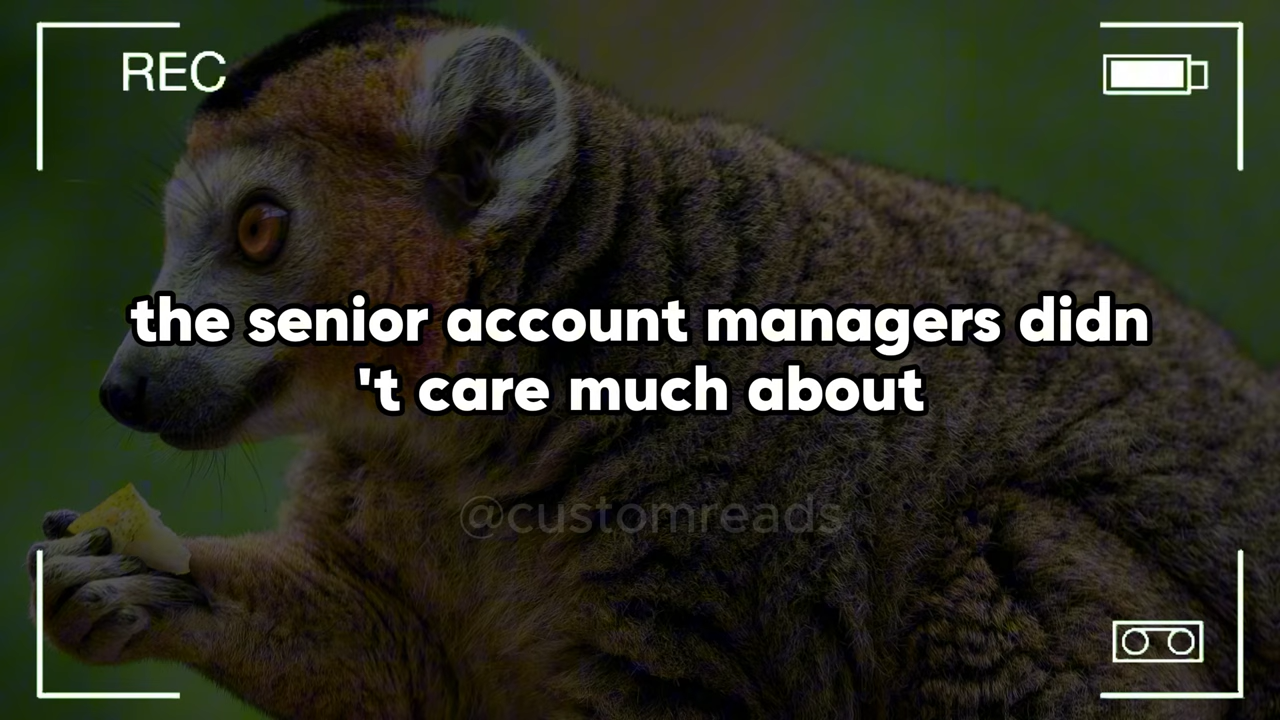 REC
the senior account managers didn
't care much about
@customreads